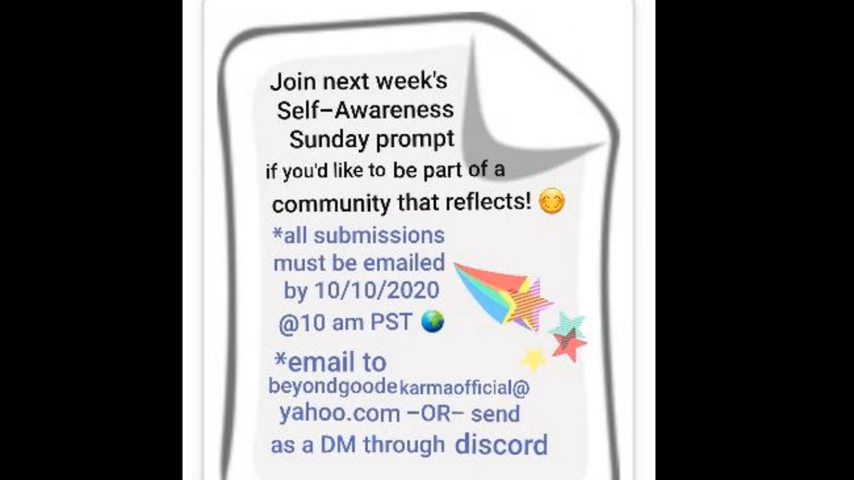 Join next week's
Self-Awareness
Sunday prompt
if you'd like to be part of a
community that reflects! 😊
*all submissions
must be emailed
by 10/10/2020
@10 am PST 🌍
*email to
beyondgoodekarmaofficial@
yahoo.com -OR- send
as a DM through discord